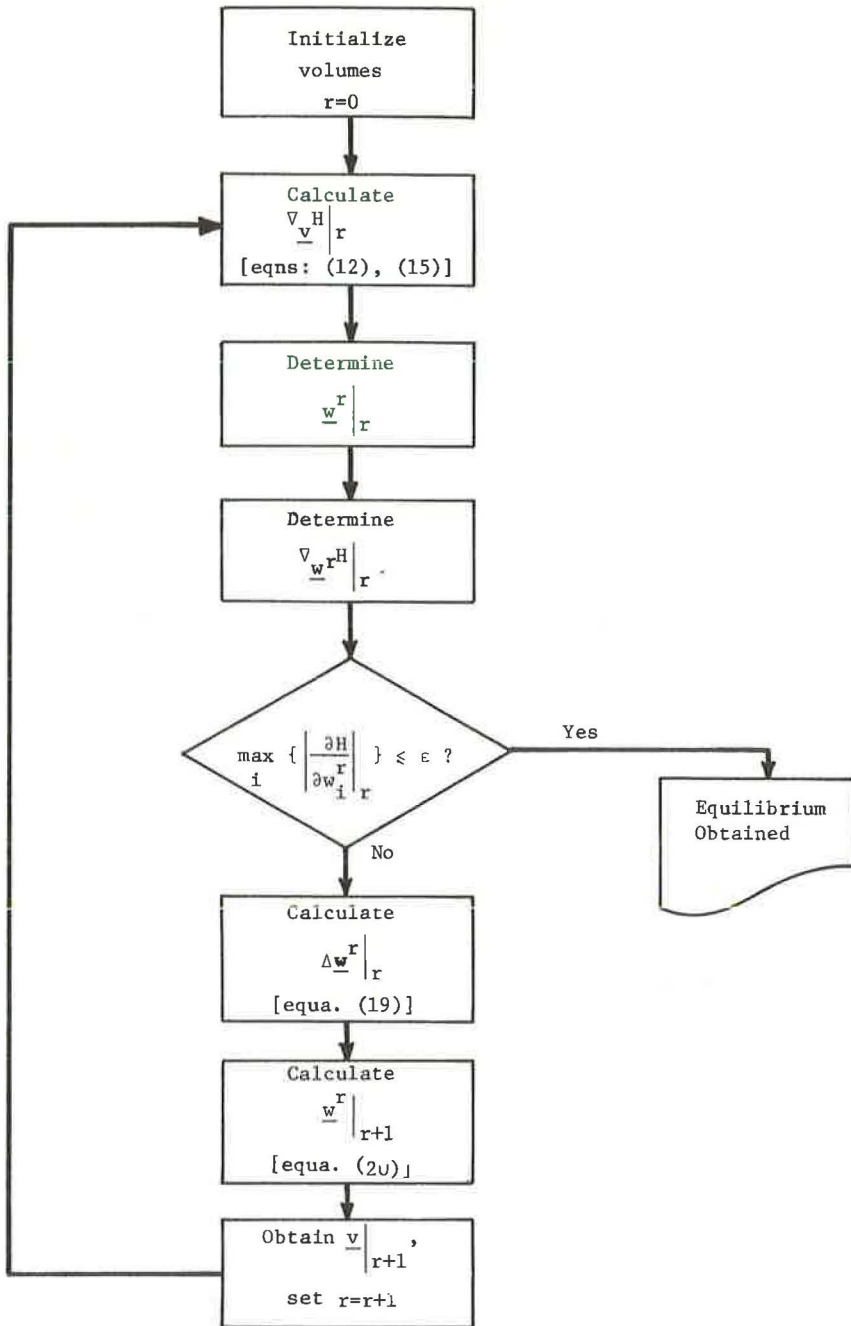 Initialize
volumes
r=0
Calculate
∇v̲H|r
[eqns: (12), (15)]
Determine
w̲^r|r
Determine
∇w̲^rH|r
max { |∂H/∂w_i^r|_r } ⩽ ε ?
i
Yes
Equilibrium
Obtained
No
Calculate
Δw̲^r|r
[equa. (19)]
Calculate
w̲^r|r+1
[equa. (20)]
Obtain v̲|r+1,
set r=r+1